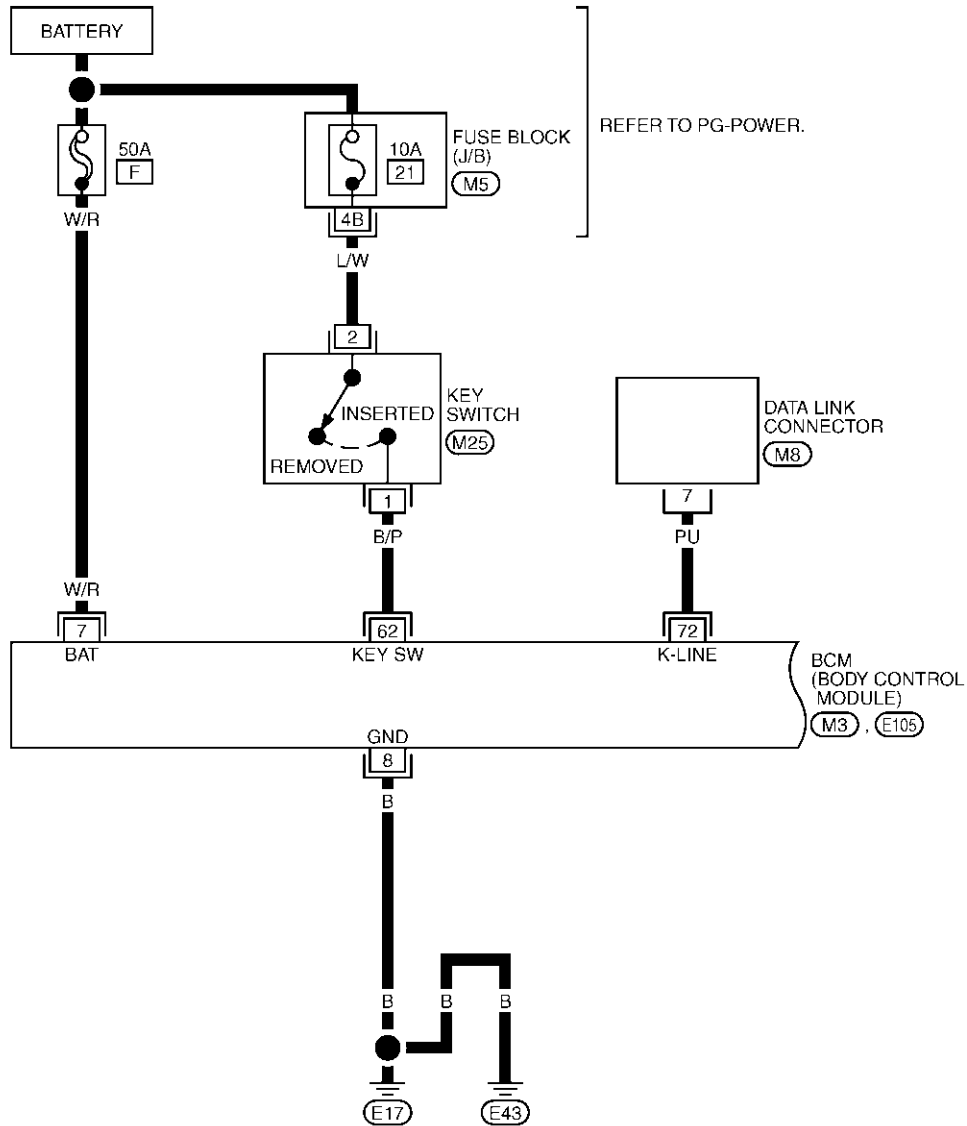 BATTERY
50A
F
10A
21
FUSE BLOCK
(J/B)
M5
REFER TO PG-POWER.
W/R
4B
L/W
2
INSERTED
REMOVED
KEY
SWITCH
M25
DATA LINK
CONNECTOR
M8
1
7
B/P
PU
W/R
7
62
72
BAT
KEY SW
K-LINE
BCM
(BODY CONTROL
MODULE)
M3 , E105
GND
8
B
B
B
B
E17
E43